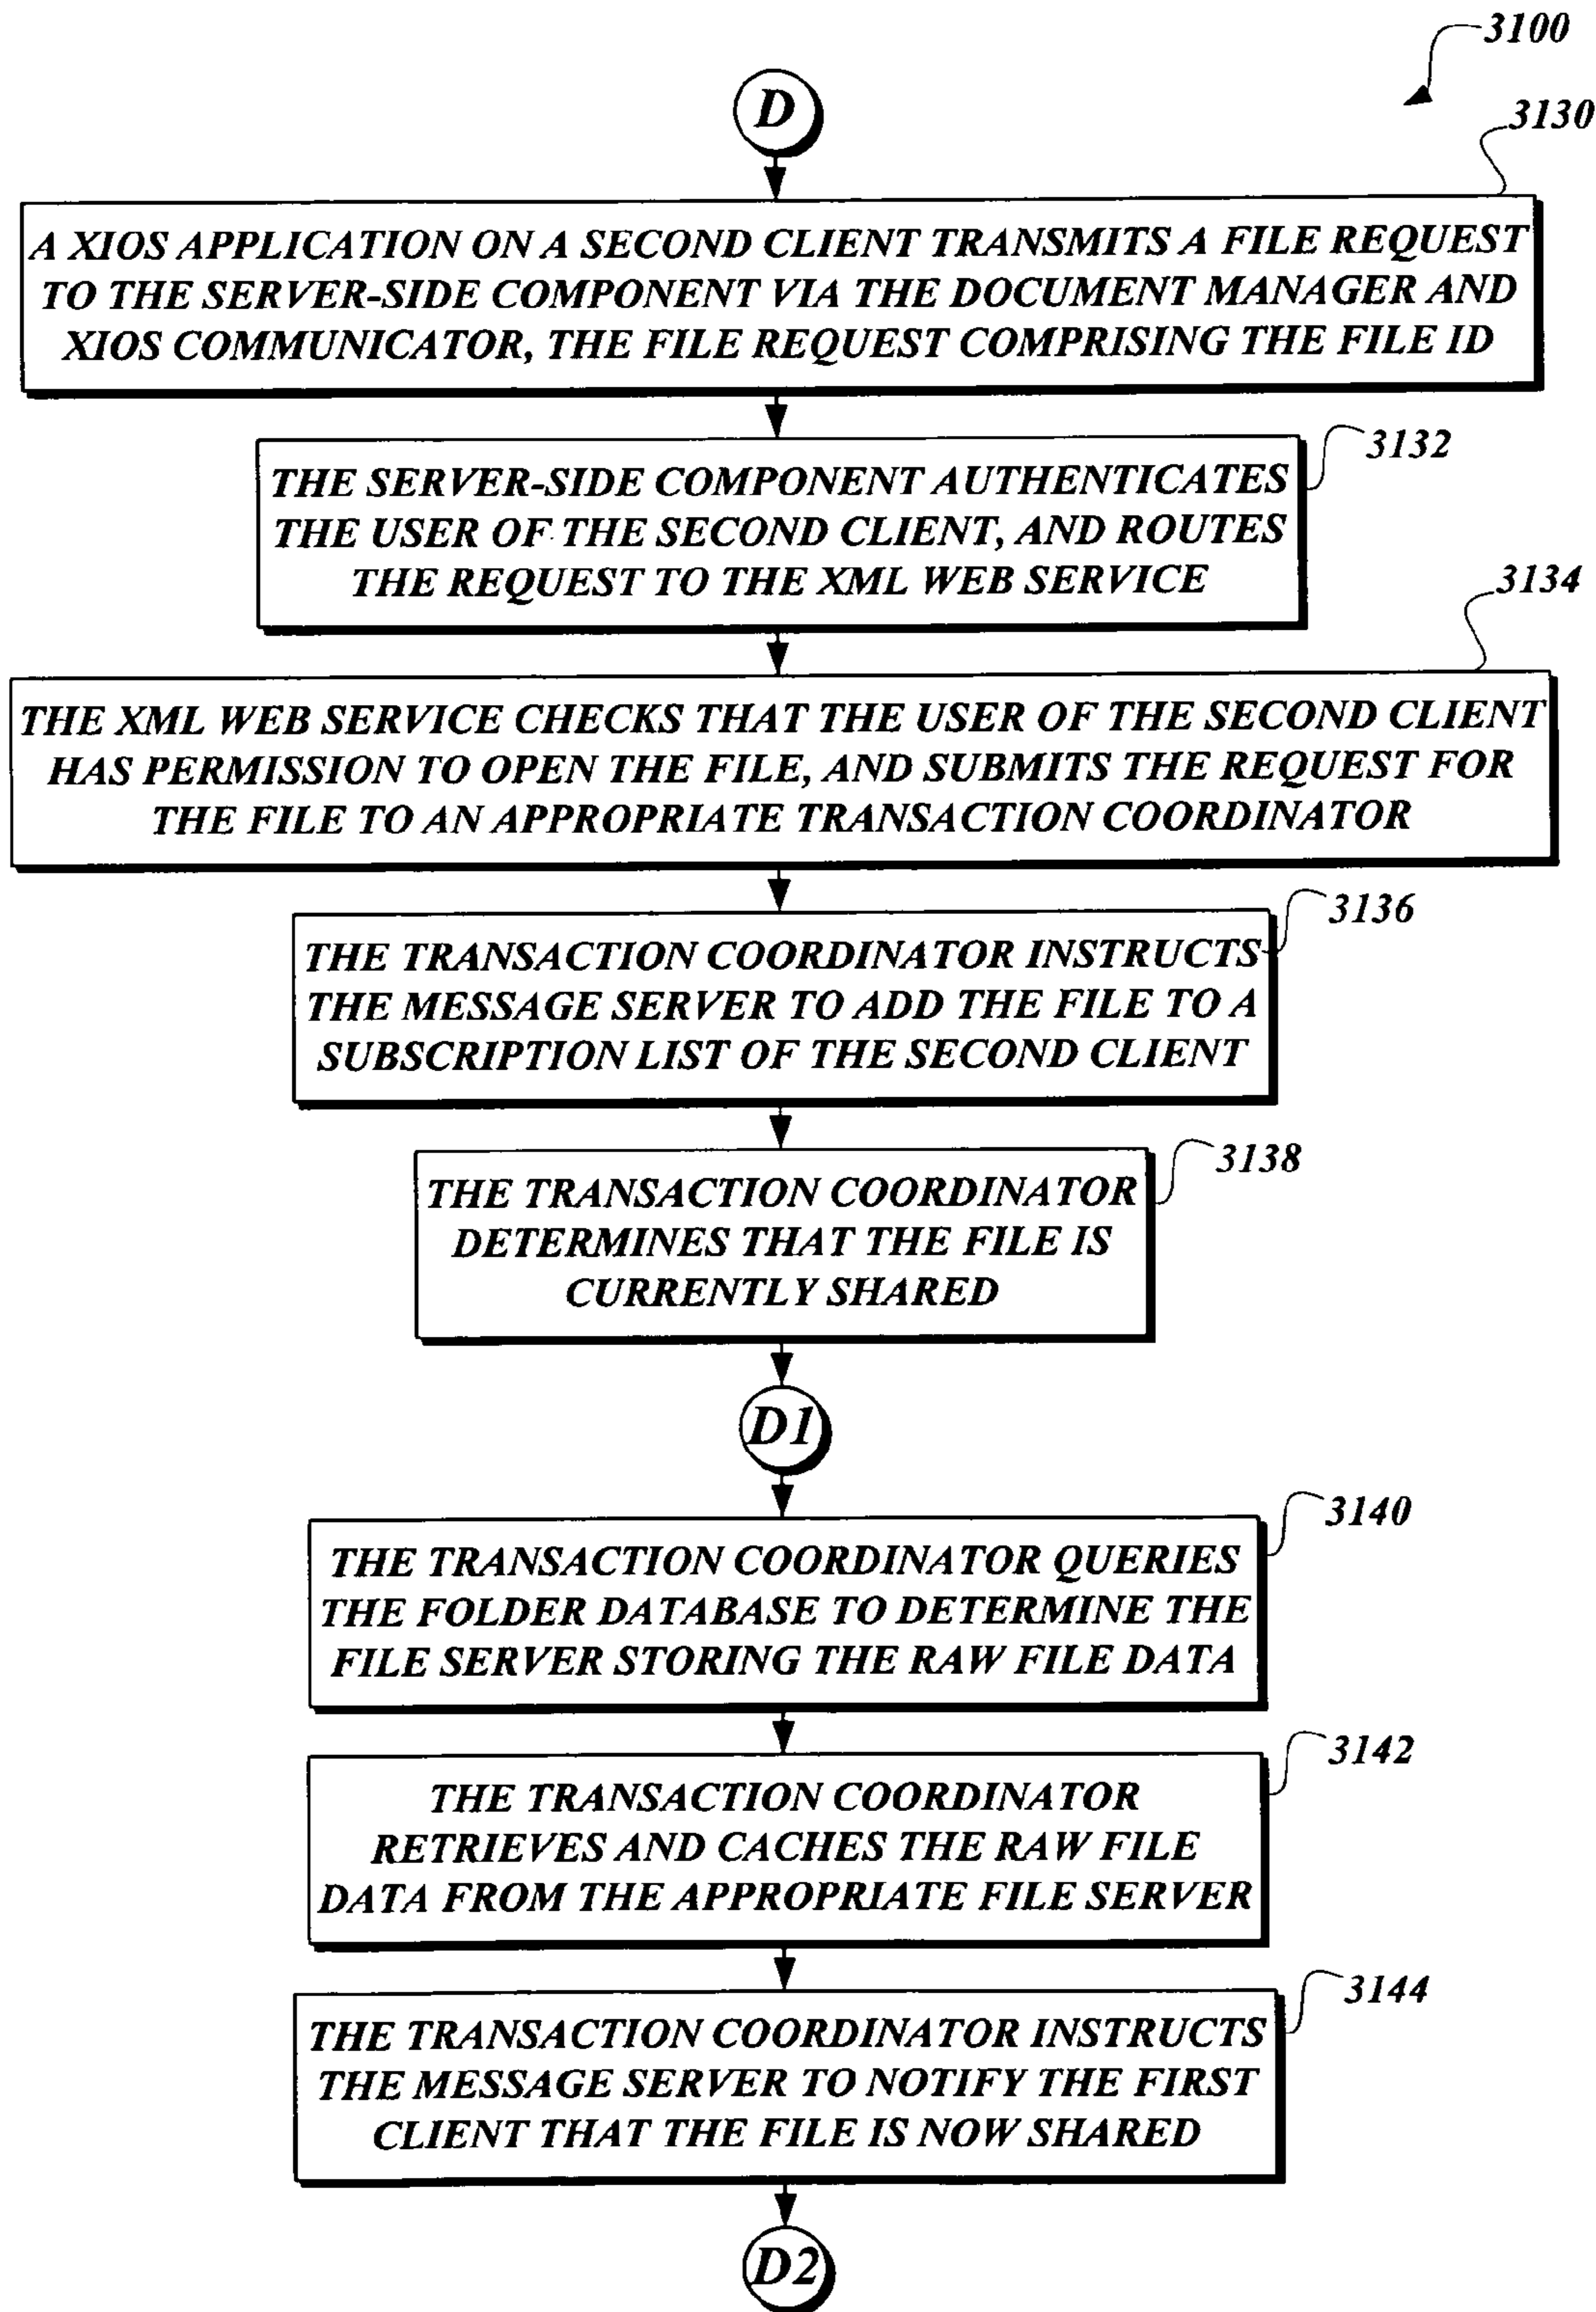 3100
D
3130
A XIOS APPLICATION ON A SECOND CLIENT TRANSMITS A FILE REQUEST
TO THE SERVER-SIDE COMPONENT VIA THE DOCUMENT MANAGER AND
XIOS COMMUNICATOR, THE FILE REQUEST COMPRISING THE FILE ID
3132
THE SERVER-SIDE COMPONENT AUTHENTICATES
THE USER OF THE SECOND CLIENT, AND ROUTES
THE REQUEST TO THE XML WEB SERVICE
3134
THE XML WEB SERVICE CHECKS THAT THE USER OF THE SECOND CLIENT
HAS PERMISSION TO OPEN THE FILE, AND SUBMITS THE REQUEST FOR
THE FILE TO AN APPROPRIATE TRANSACTION COORDINATOR
3136
THE TRANSACTION COORDINATOR INSTRUCTS
THE MESSAGE SERVER TO ADD THE FILE TO A
SUBSCRIPTION LIST OF THE SECOND CLIENT
3138
THE TRANSACTION COORDINATOR
DETERMINES THAT THE FILE IS
CURRENTLY SHARED
D1
3140
THE TRANSACTION COORDINATOR QUERIES
THE FOLDER DATABASE TO DETERMINE THE
FILE SERVER STORING THE RAW FILE DATA
3142
THE TRANSACTION COORDINATOR
RETRIEVES AND CACHES THE RAW FILE
DATA FROM THE APPROPRIATE FILE SERVER
3144
THE TRANSACTION COORDINATOR INSTRUCTS
THE MESSAGE SERVER TO NOTIFY THE FIRST
CLIENT THAT THE FILE IS NOW SHARED
D2